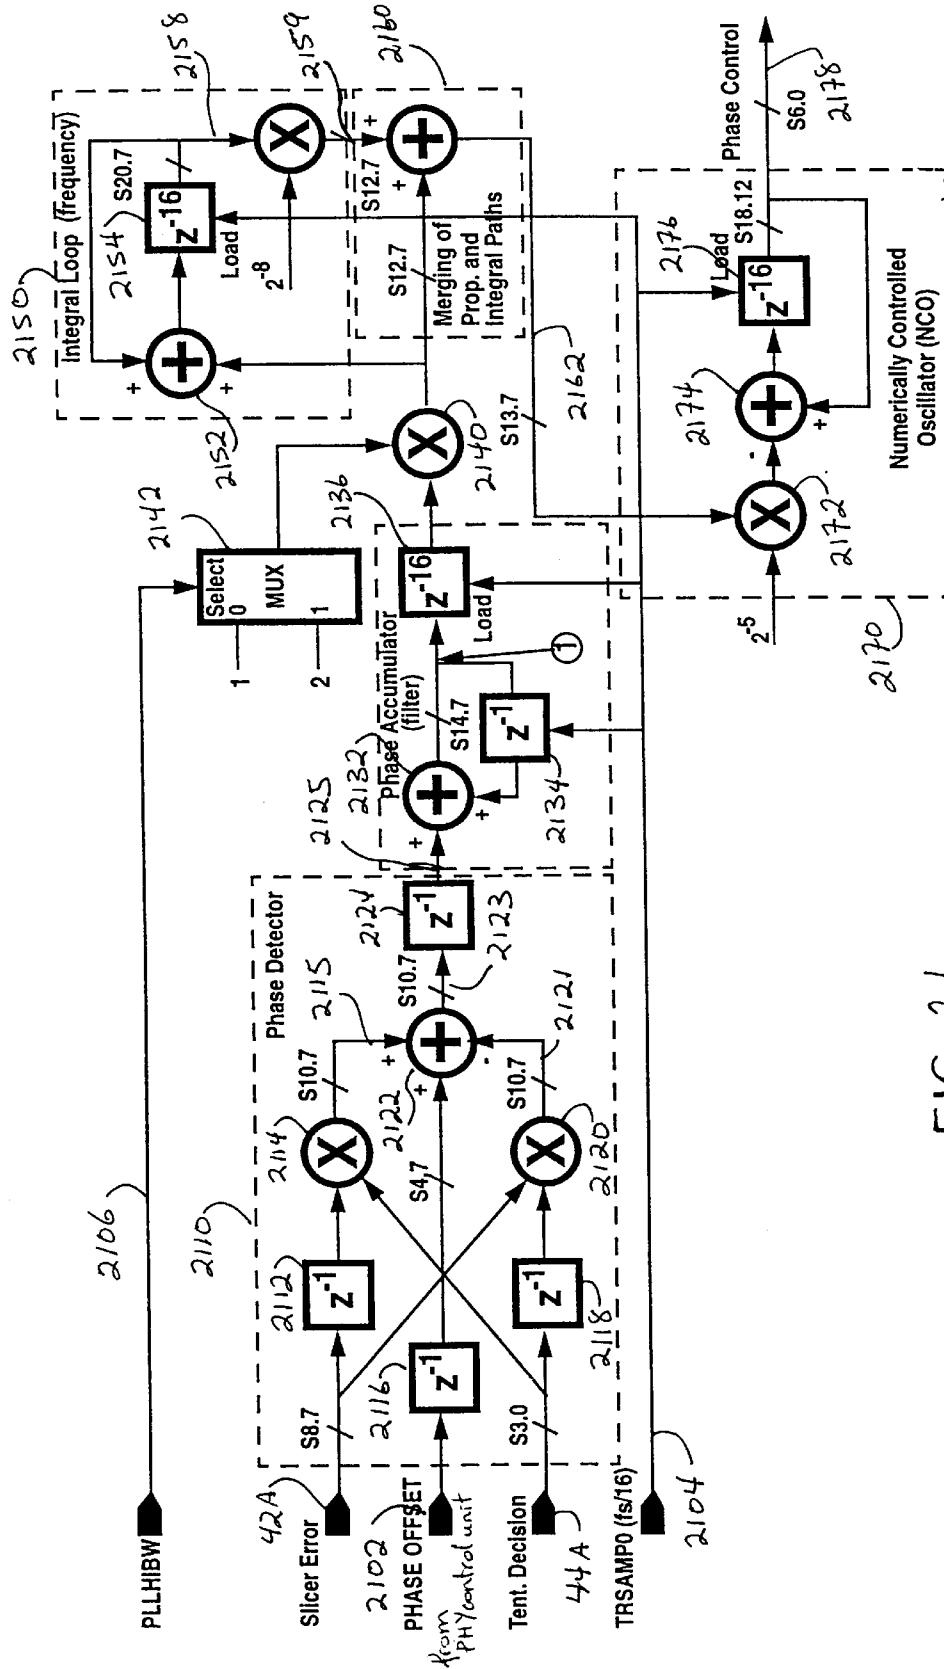 PLLHIBW
2106
Select
0
MUX
1
1
2
2142
2150
Integral Loop (frequency)
2154
z-16
S20.7
2158
Load
2-8
X
2159
+
+
+
2152
2160
S12.7
+
+
+
S12.7
Merging of
Prop. and
Integral Paths
2110
Phase Detector
42A
Slicer Error
S8.7
2112
z-1
2114
X
S10.7
2115
2102
PHASE OFFSET
from
PHY control unit
2116
z-1
S4,7
2122
+
+
+
-
S10.7
2123
2124
z-1
2125
Tent. Decision
44A
S3.0
z-1
2118
X
2120
S10.7
2121
Phase Accumulator
(filter)
2132
+
+
+
S14.7
z-1
2134
1
z-16
2136
Load
X
2140
S13.7
2162
TRSAMP0 (fs/16)
2104
2170
2-5
X
2172
-
+
+
2174
z-16
2176
Load
S18.12
Numerically Controlled
Oscillator (NCO)
Phase Control
S6.0
2178